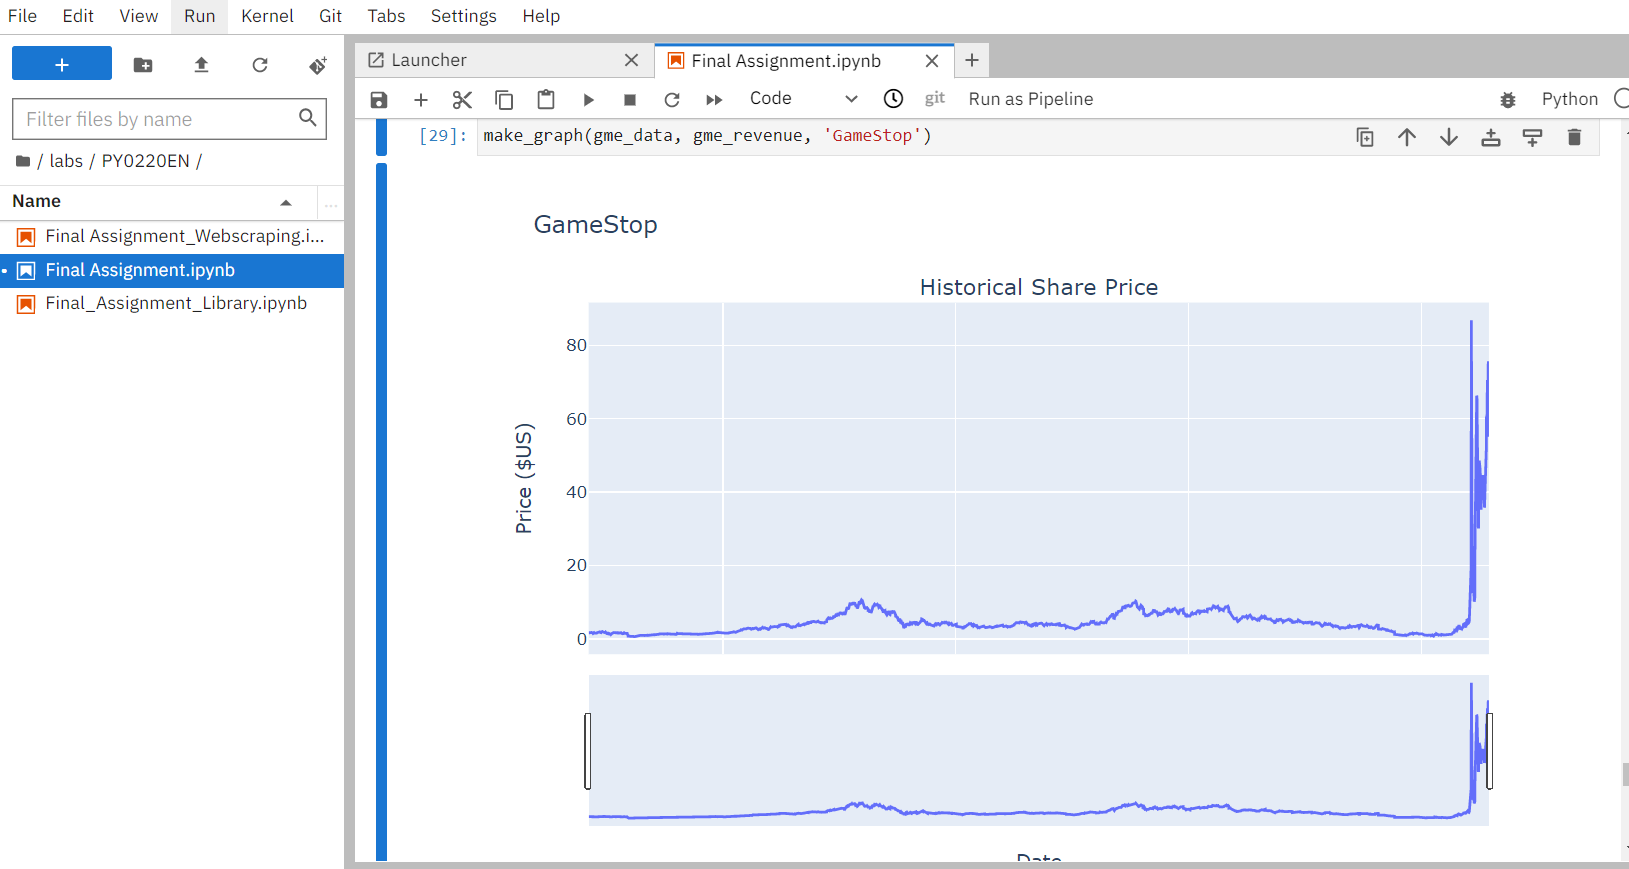 File Edit View Run Kernel Git Tabs Settings Help
+
Filter files by name
/ labs / PY0220EN /
Name
...
Final Assignment_Webscraping.i...
Final Assignment.ipynb
Final_Assignment_Library.ipynb
Launcher
Final Assignment.ipynb
Code
git
Run as Pipeline
Python
[29]: make_graph(gme_data, gme_revenue, 'GameStop')
GameStop
Historical Share Price
80
60
40
20
0
Price ($US)
Date